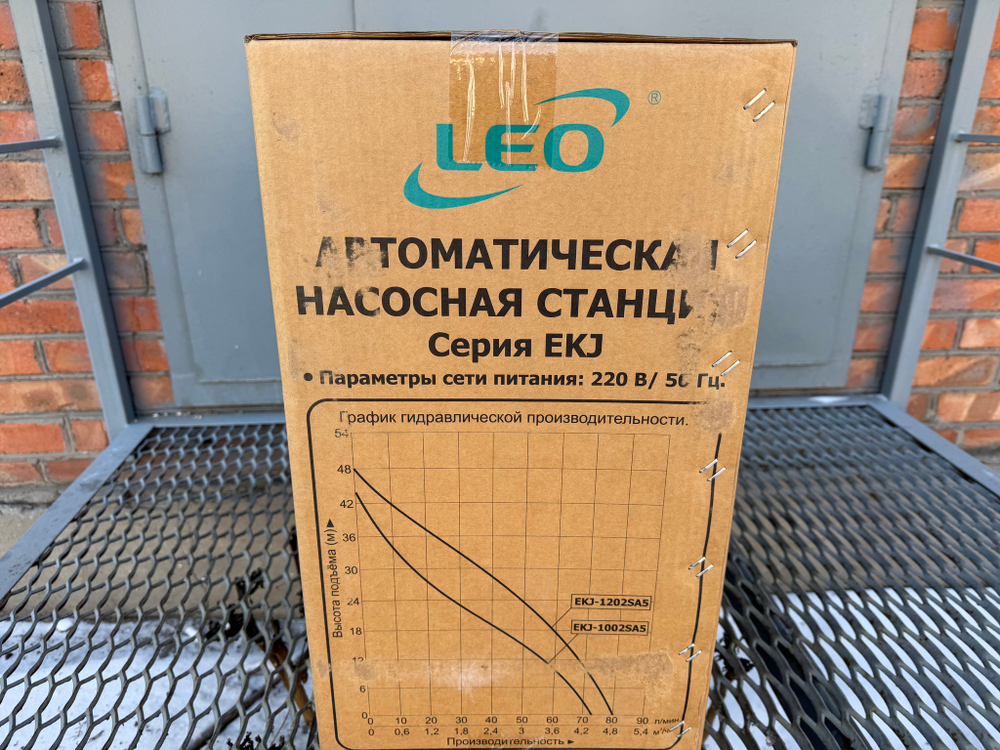 LEO ®
АВТОМАТИЧЕСКАЯ
НАСОСНАЯ СТАНЦИЯ
Серия EKJ
• Параметры сети питания: 220 В/ 50 Гц.
График гидравлической производительности.
54
48
42
36
30
24
18
12
6
0
Высота подъёма (м)
EKJ-1202SA5
EKJ-1002SA5
0 10 20 30 40 50 60 70 80 90 л/мин
0 0,6 1,2 1,8 2,4 3 3,6 4,2 4,8 5,4 м³/ч
Производительность